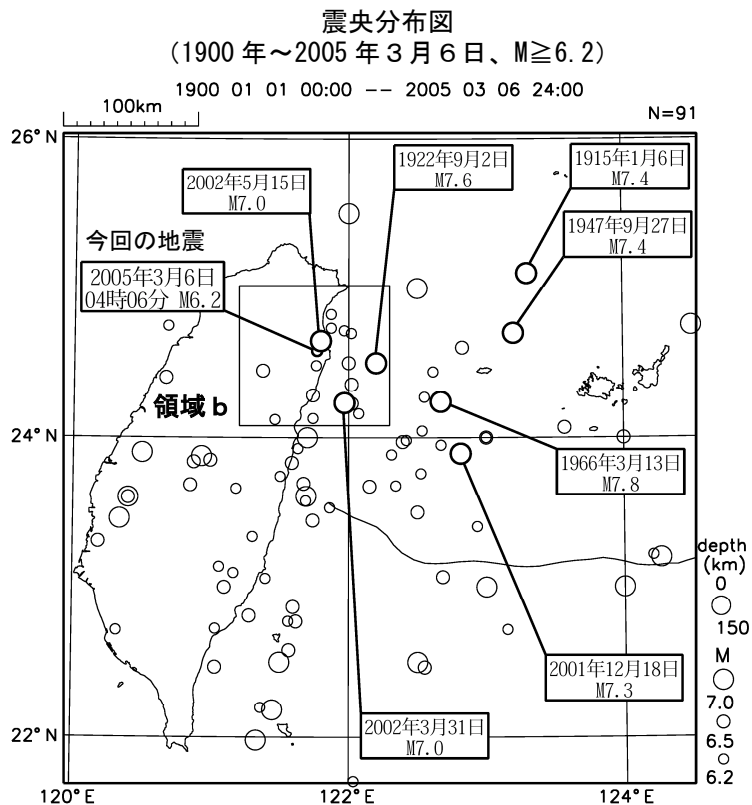 震央分布図
(1900年～2005年3月6日、M≧6.2)
1900 01 01 00:00 -- 2005 03 06 24:00
100km
N=91
26°N
1922年9月2日
M7.6
1915年1月6日
M7.4
2002年5月15日
M7.0
1947年9月27日
M7.4
今回の地震
2005年3月6日
04時06分 M6.2
領域b
24°N
1966年3月13日
M7.8
depth
(km)
0
150
M
7.0
6.5
6.2
2001年12月18日
M7.3
2002年3月31日
M7.0
22°N
120°E
122°E
124°E